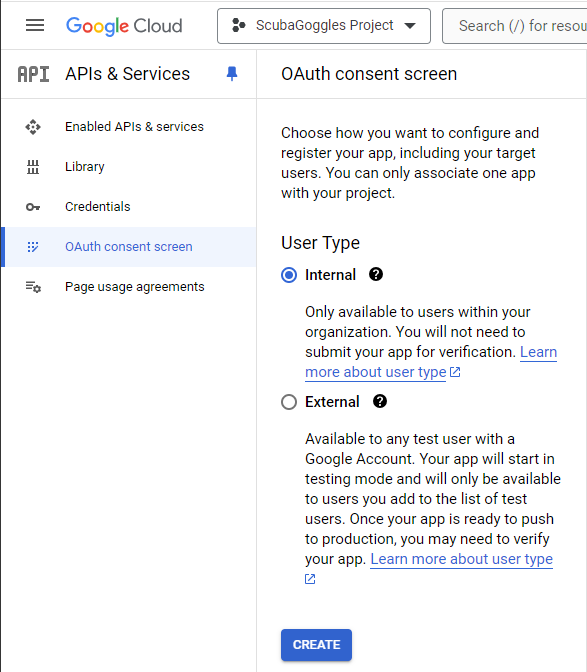 Google Cloud
ScubaGoggles Project
Search (/) for resou
API
APIs & Services
OAuth consent screen
Enabled APIs & services
Library
Credentials
OAuth consent screen
Page usage agreements
Choose how you want to configure and
register your app, including your target
users. You can only associate one app
with your project.
User Type
Internal ?
Only available to users within your
organization. You will not need to
submit your app for verification. Learn
more about user type
External ?
Available to any test user with a
Google Account. Your app will start in
testing mode and will only be available
to users you add to the list of test
users. Once your app is ready to push
to production, you may need to verify
your app. Learn more about user type
CREATE